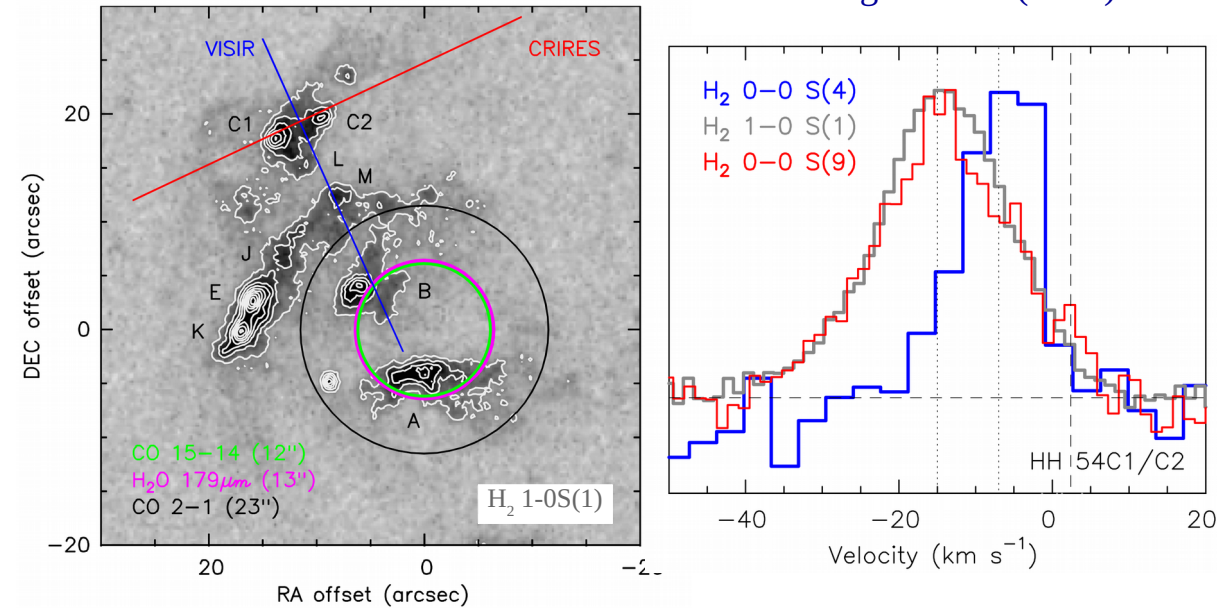 VISIR
CRIRES
C1
C2
L
M
J
E
B
K
A
20
0
−20
DEC offset (arcsec)
CO 15−14 (12")
H₂O 179μm (13")
CO 2−1 (23")
H₂ 1-0S(1)
20
0
RA offset (arcsec)
H₂ 0−0 S(4)
H₂ 1−0 S(1)
H₂ 0−0 S(9)
HH 54C1/C2
−40
−20
0
20
Velocity (km s⁻¹)